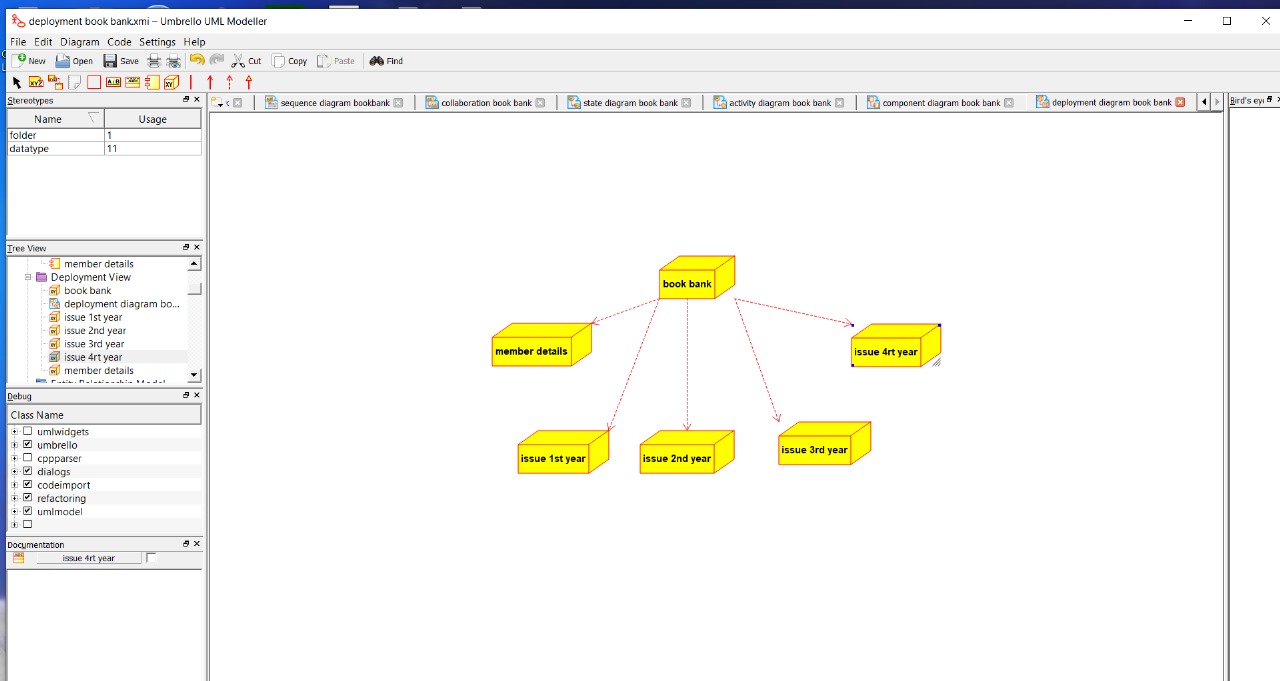 deployment book bank.xmi – Umbrello UML Modeller
File Edit Diagram Code Settings Help
New Open Save Cut Copy Paste Find
Stereotypes
Name Usage
folder 1
datatype 11
sequence diagram bookbank
collaboration book bank
state diagram book bank
activity diagram book bank
component diagram book bank
deployment diagram book bank
Bird's eye
Tree View
member details
Deployment View
book bank
deployment diagram bo...
issue 1st year
issue 2nd year
issue 3rd year
issue 4rt year
member details
Debug
Class Name
umlwidgets
umbrello
cppparser
dialogs
codeimport
refactoring
umlmodel
Documentation
issue 4rt year
book bank
member details
issue 4rt year
issue 1st year
issue 2nd year
issue 3rd year